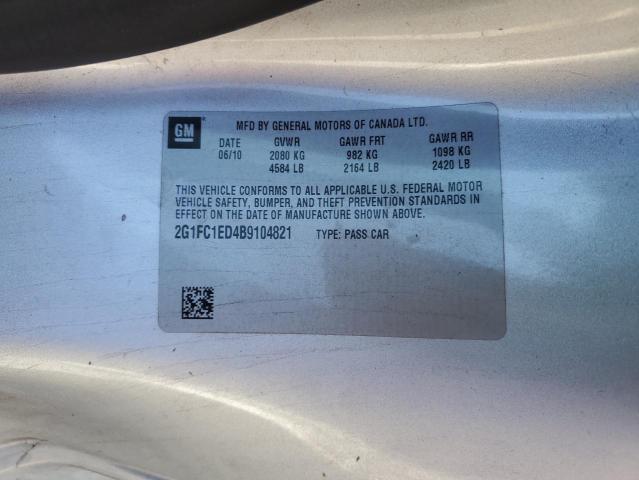 GM
MFD BY GENERAL MOTORS OF CANADA LTD.
DATE GVWR GAWR FRT GAWR RR
06/10 2080 KG 982 KG 1098 KG
4584 LB 2164 LB 2420 LB
THIS VEHICLE CONFORMS TO ALL APPLICABLE U.S. FEDERAL MOTOR
VEHICLE SAFETY, BUMPER, AND THEFT PREVENTION STANDARDS IN
EFFECT ON THE DATE OF MANUFACTURE SHOWN ABOVE.
2G1FC1ED4B9104821 TYPE: PASS CAR